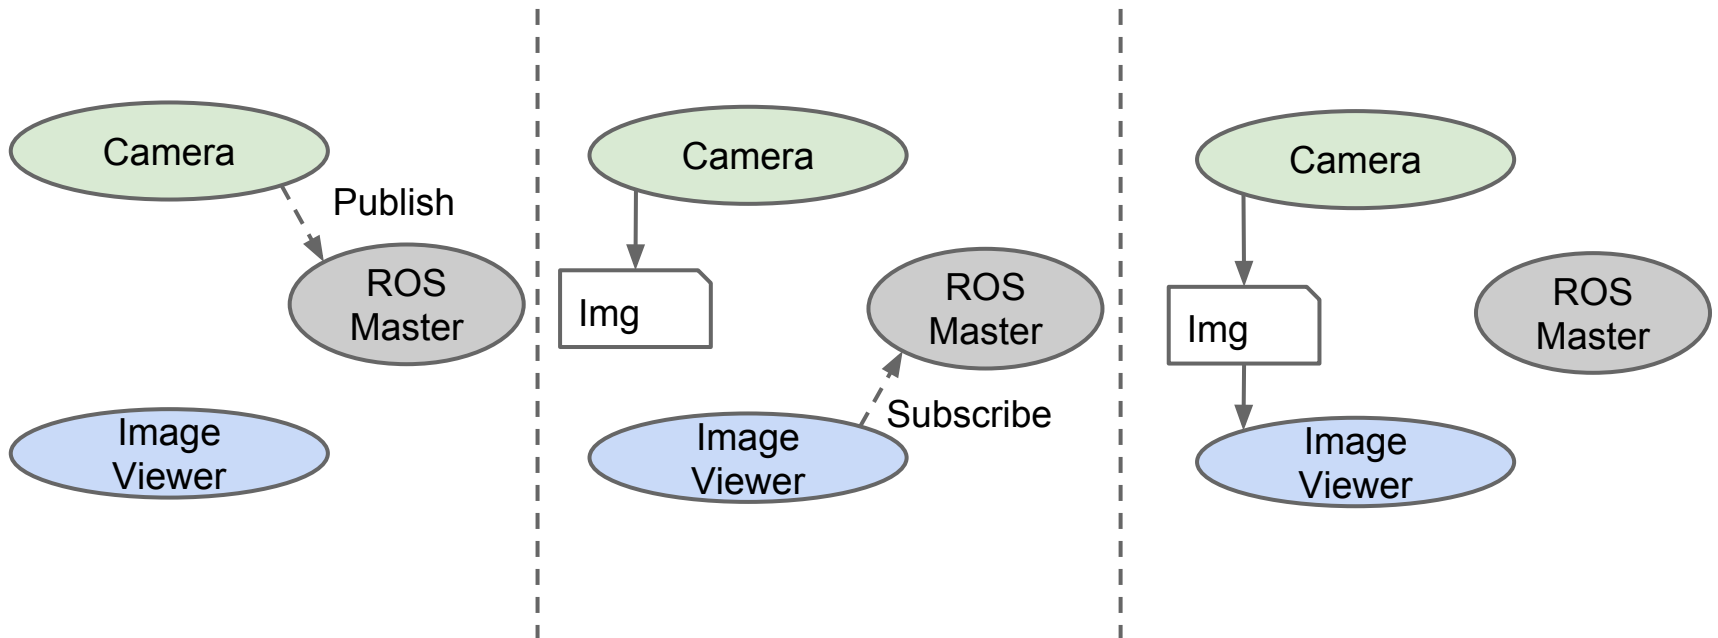 Camera
Publish
ROS
Master
Image
Viewer
Camera
Img
ROS
Master
Subscribe
Image
Viewer
Camera
Img
ROS
Master
Image
Viewer